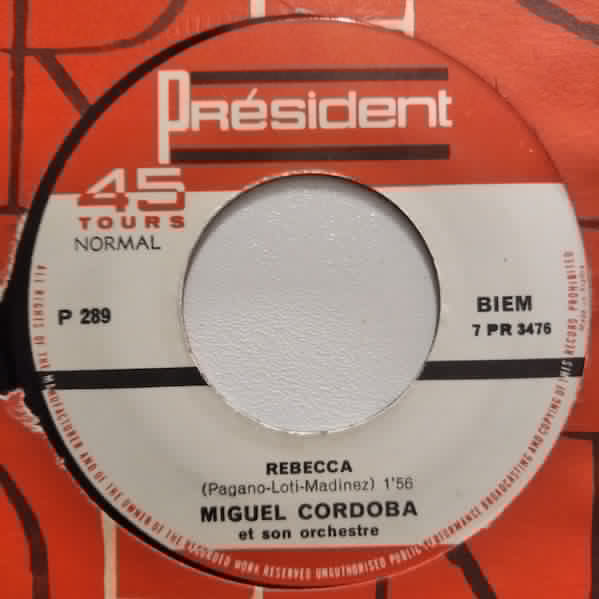 Président
45
TOURS
NORMAL
P 289
BIEM
7 PR 3476
REBECCA
(Pagano-Loti-Madinez) 1'56
MIGUEL CORDOBA
et son orchestre
ALL RIGHTS OF THE MANUFACTURER AND OF THE OWNER OF THE RECORDED WORK RESERVED UNAUTHORISED PUBLIC PERFORMANCE BROADCASTING AND COPYING OF THIS RECORD PROHIBITED